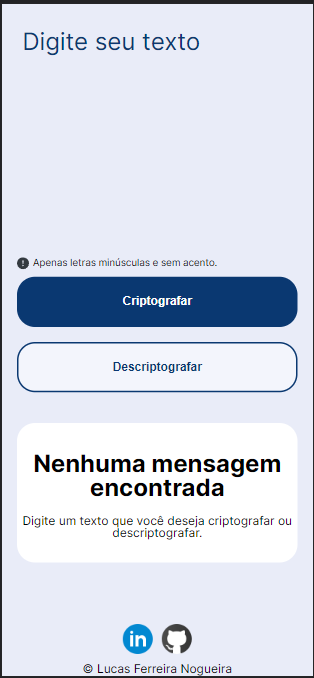 Digite seu texto
Apenas letras minúsculas e sem acento.
Criptografar
Descriptografar
Nenhuma mensagem
encontrada
Digite um texto que você deseja criptografar ou
descriptografar.
in
© Lucas Ferreira Nogueira